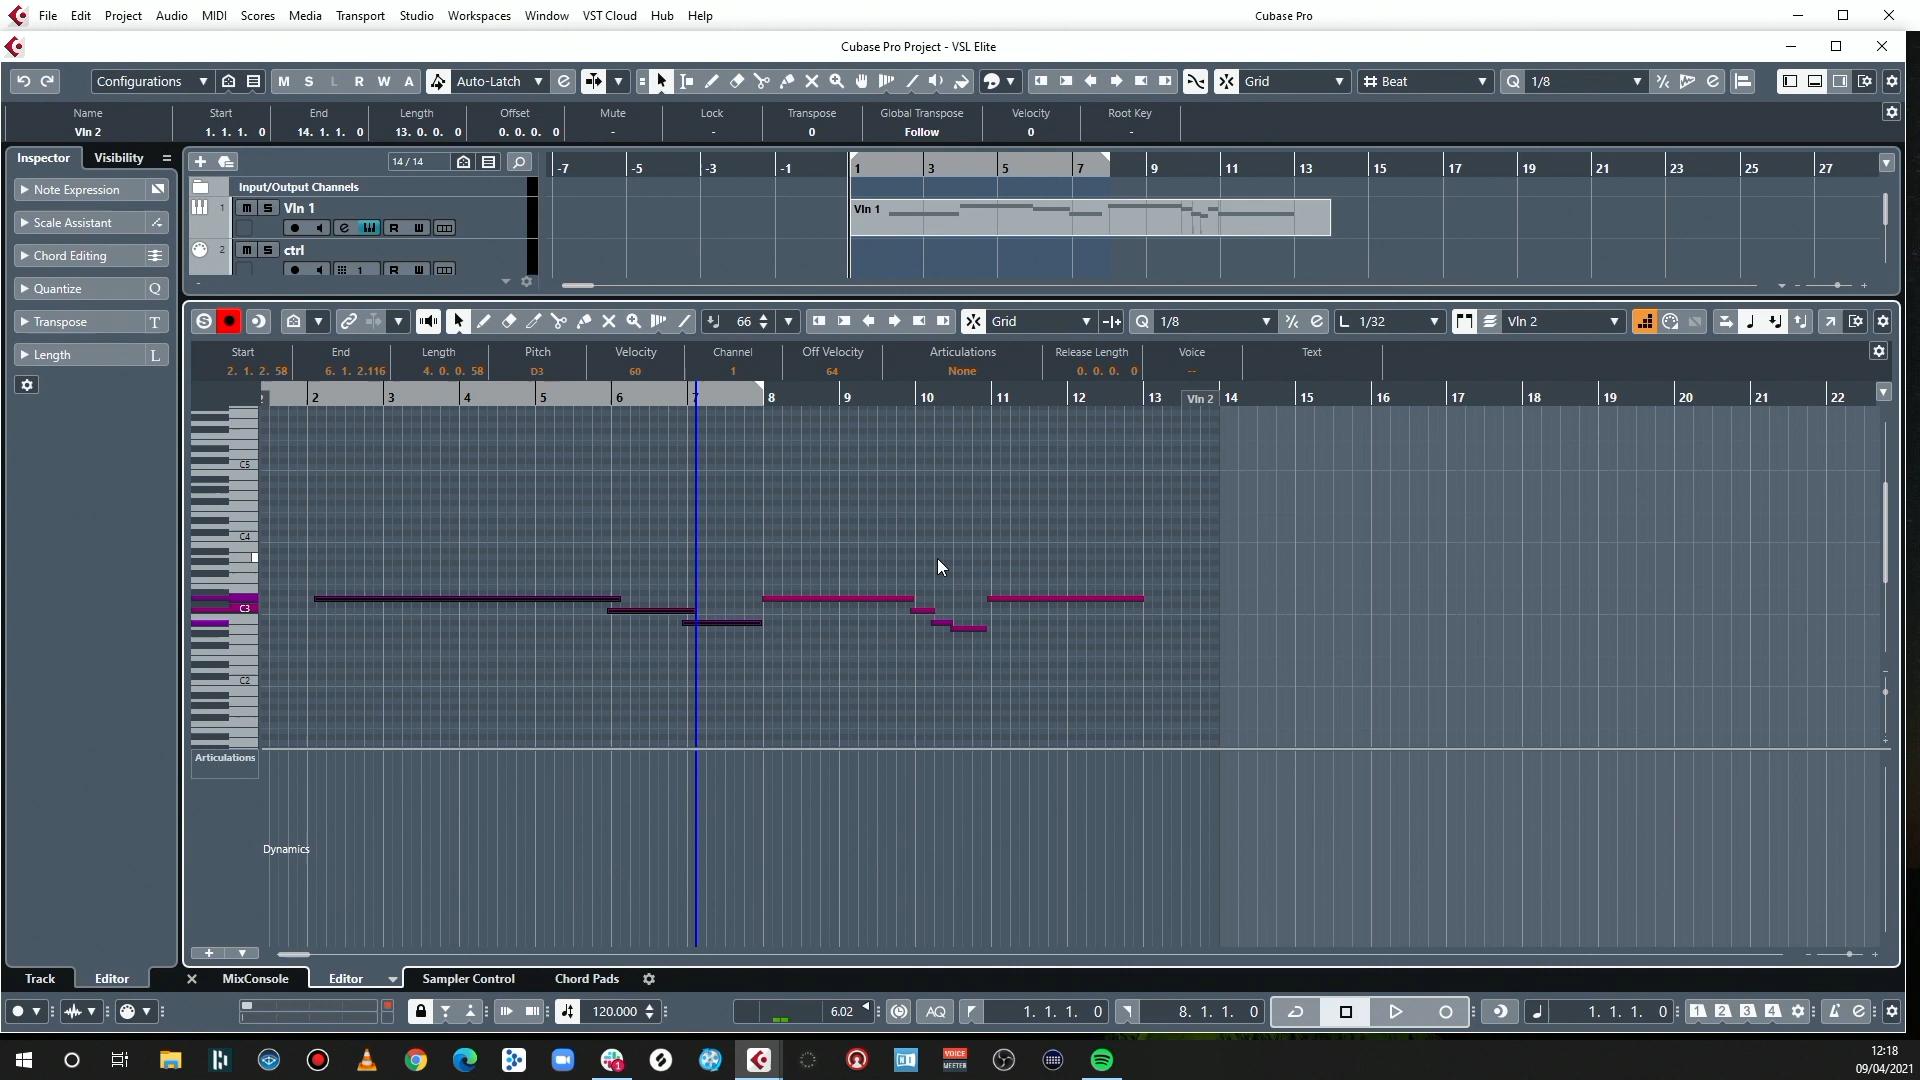 File Edit Project Audio MIDI Scores Media Transport Studio Workspaces Window VST Cloud Hub Help Cubase Pro
Cubase Pro Project - VSL Elite
Configurations M S L R W A Auto-Latch Grid Beat Q 1/8
Name Start End Length Offset Mute Lock Transpose Global Transpose Velocity Root Key
Vln 2 1. 1. 1. 0 14. 1. 1. 0 13. 0. 0. 0 0. 0. 0. 0 - - 0 Follow 0 -
Inspector Visibility
14 / 14
-7 -5 -3 -1 1 3 5 7 9 11 13 15 17 19 21 23 25 27
Note Expression
Scale Assistant
Chord Editing
Quantize Q
Transpose T
Length L
Input/Output Channels
1 m S Vln 1
e R W
2 m S ctrl
1 R W
Vln 1
S 66 Grid Q 1/8 L 1/32 Vln 2
Start End Length Pitch Velocity Channel Off Velocity Articulations Release Length Voice Text
2. 1. 2. 58 6. 1. 2.116 4. 0. 0. 58 D3 60 1 64 None 0. 0. 0. 0 --
2 3 4 5 6 7 8 9 10 11 12 13 Vln 2 14 15 16 17 18 19 20 21 22
C5
C4
C3
C2
Articulations
Dynamics
Track Editor MixConsole Editor Sampler Control Chord Pads
120.000 6.02 AQ 1. 1. 1. 0 8. 1. 1. 0 1. 1. 1. 0 1 2 3 4
1
VOICE
MEETER
12:18
09/04/2021